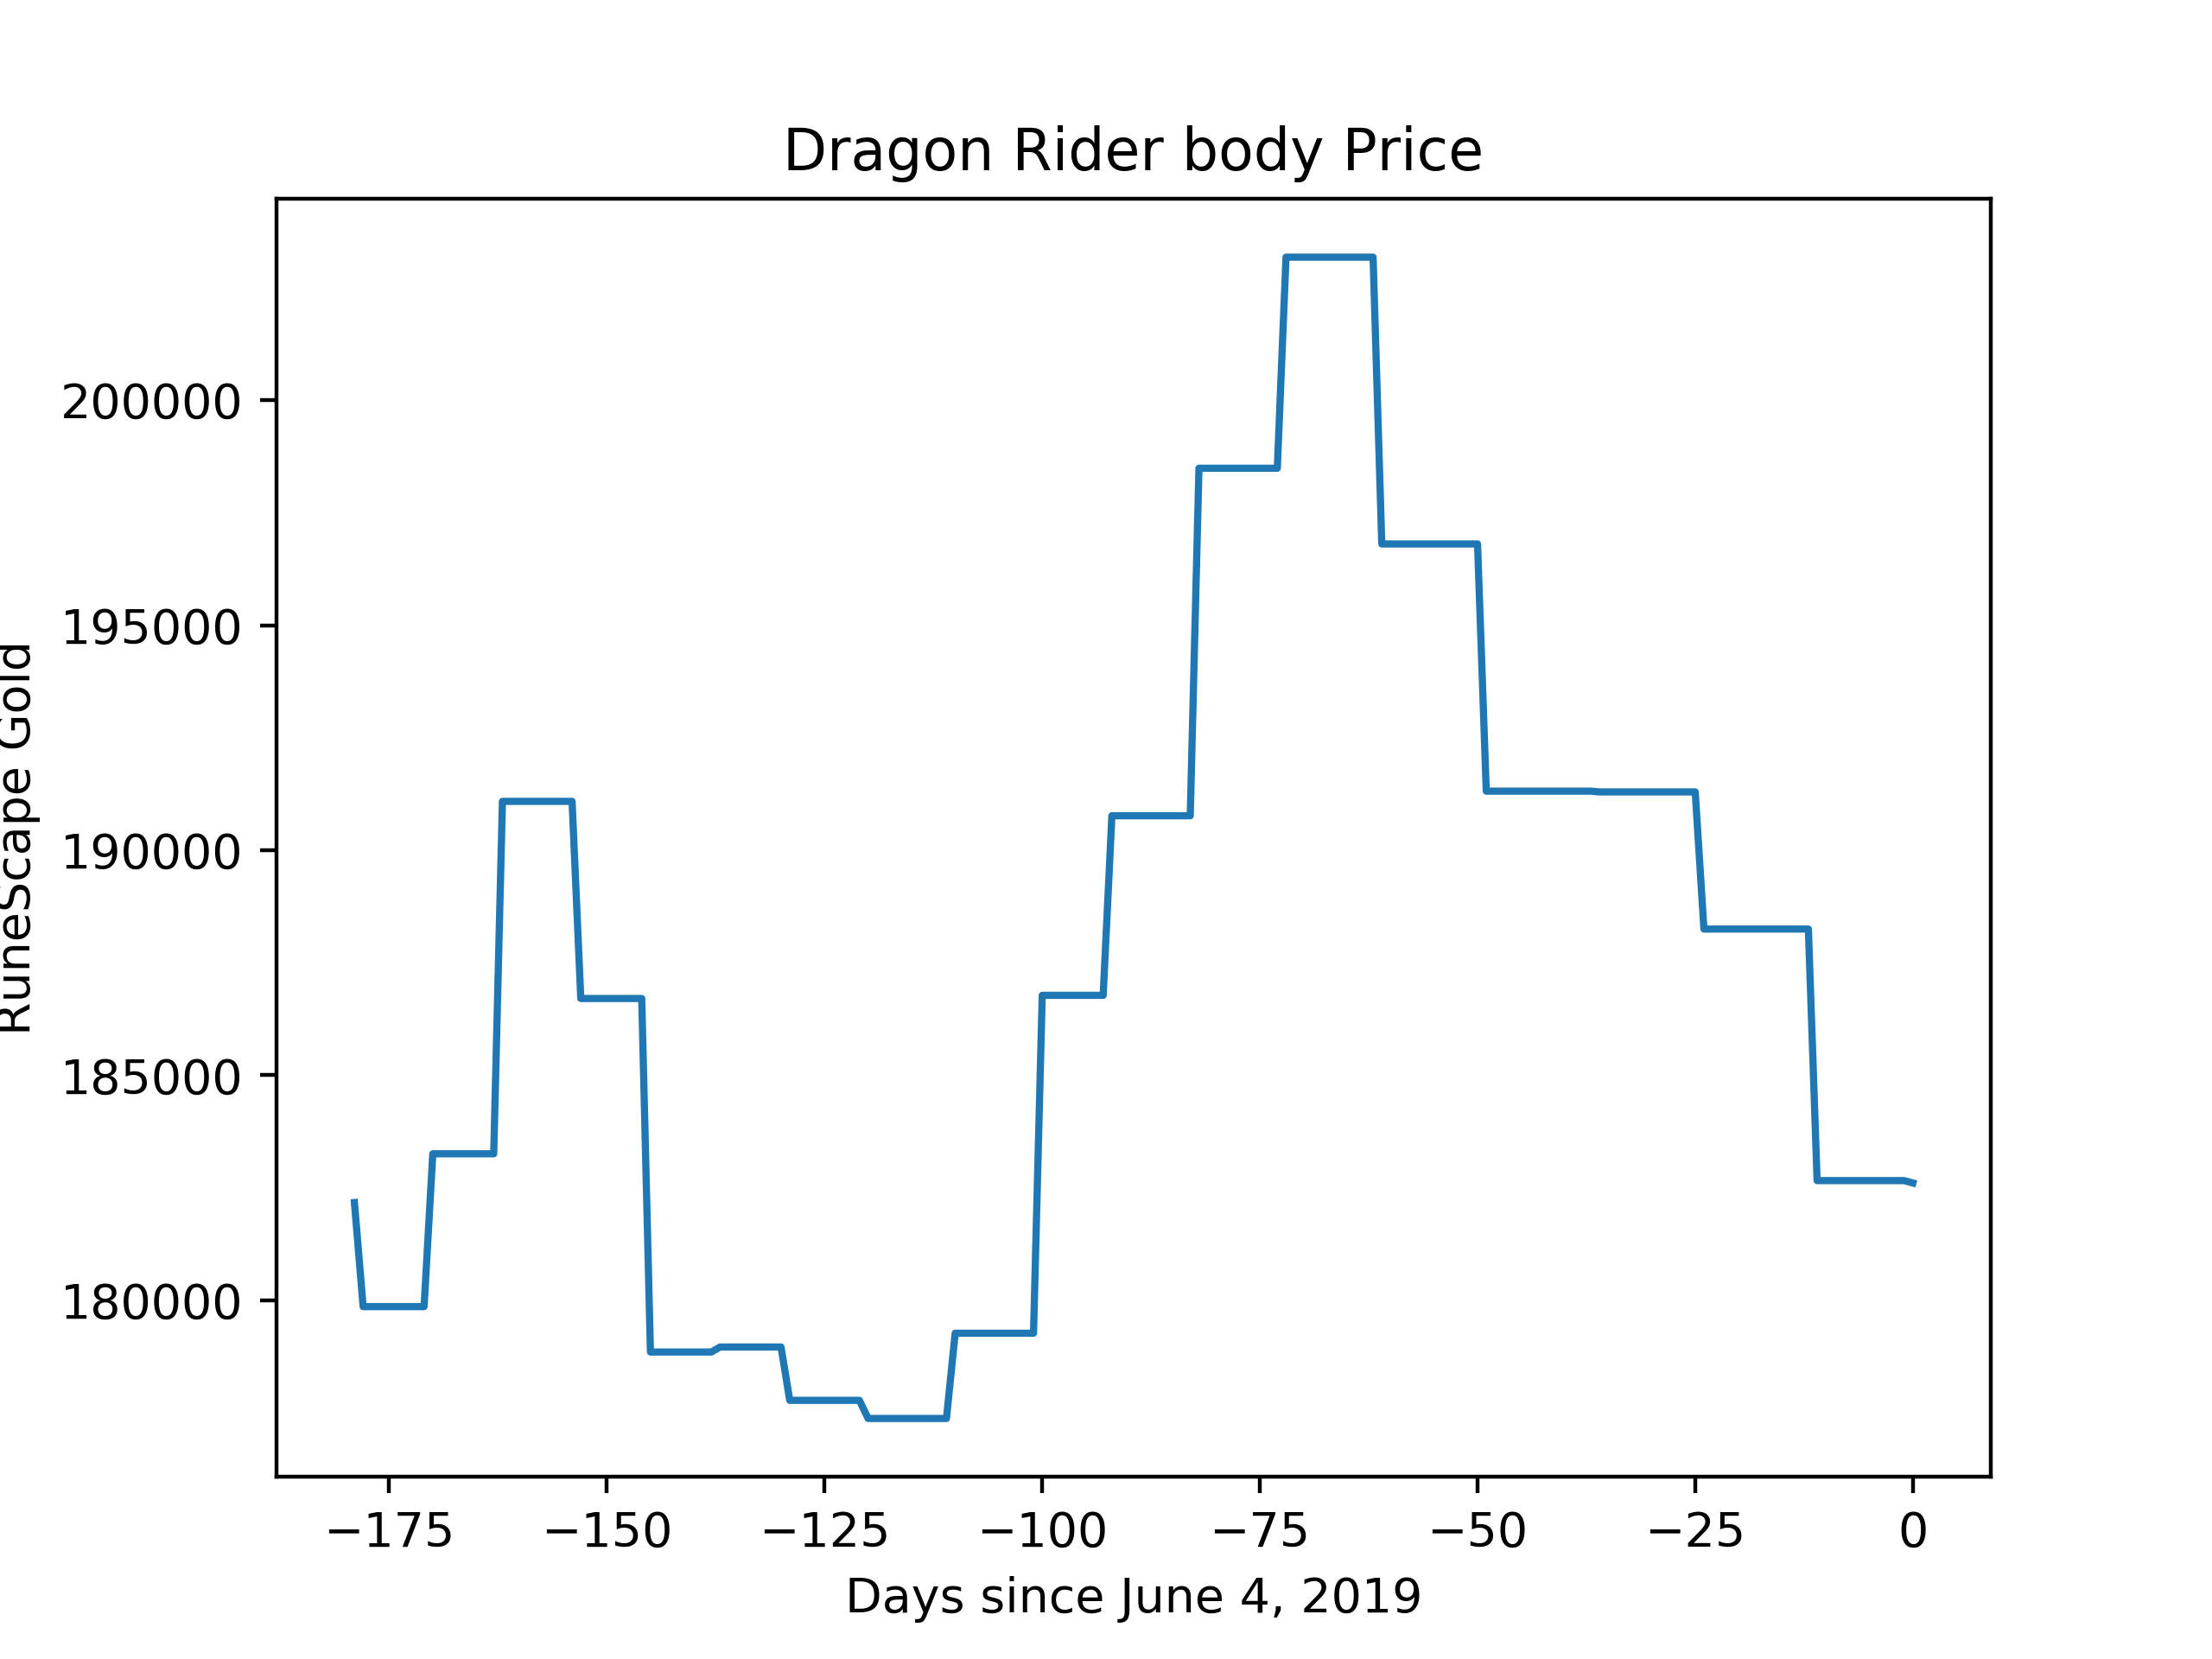 Dragon Rider body Price
RuneScape Gold
200000
195000
190000
185000
180000
−175 −150 −125 −100 −75 −50 −25 0
Days since June 4, 2019